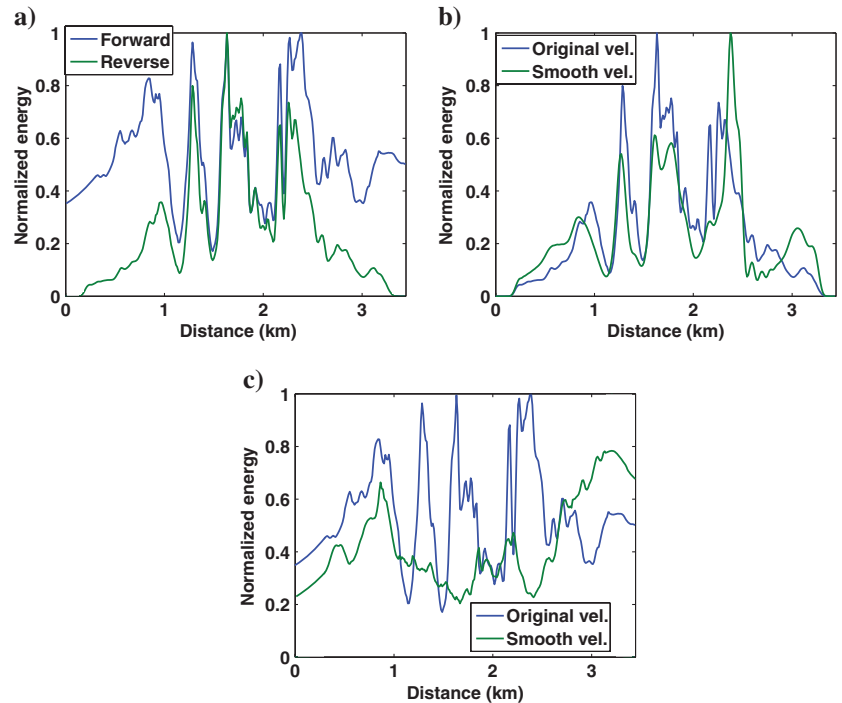 a)
Forward
Reverse
Normalized energy
1
0.8
0.6
0.4
0.2
0
0 1 2 3
Distance (km)
b)
Original vel.
Smooth vel.
Normalized energy
1
0.8
0.6
0.4
0.2
0
0 1 2 3
Distance (km)
c)
Normalized energy
1
0.8
0.6
0.4
0.2
0
Original vel.
Smooth vel.
0 1 2 3
Distance (km)